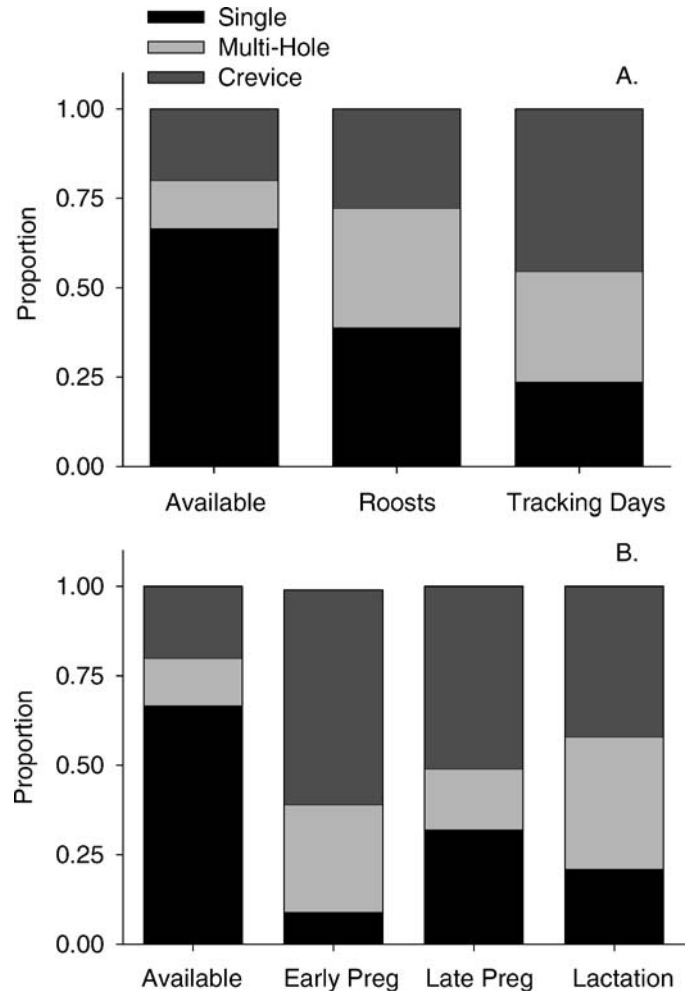 Single
Multi-Hole
Crevice
A.
1.00
0.75
0.50
0.25
0.00
Proportion
Available Roosts Tracking Days
B.
1.00
0.75
0.50
0.25
0.00
Proportion
Available Early Preg Late Preg Lactation